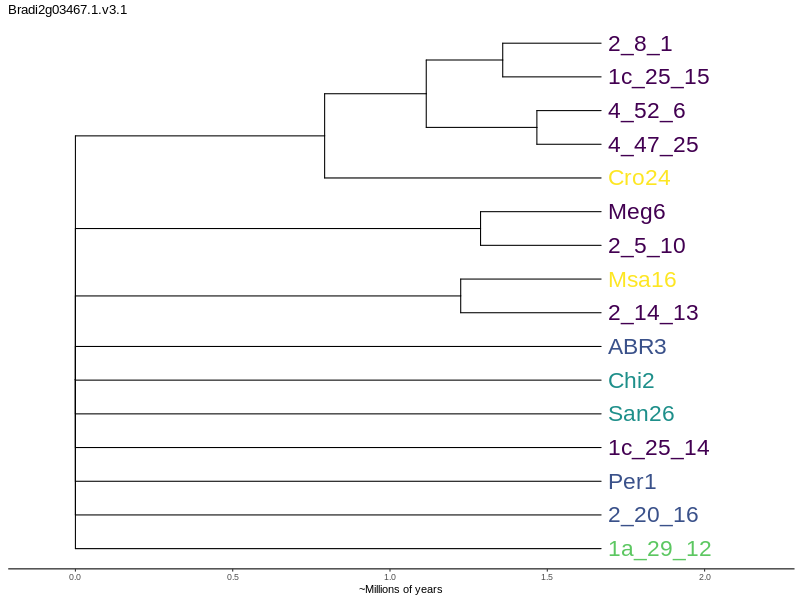 Bradi2g03467.1.v3.1
2_8_1
1c_25_15
4_52_6
4_47_25
Cro24
Meg6
2_5_10
Msa16
2_14_13
ABR3
Chi2
San26
1c_25_14
Per1
2_20_16
1a_29_12
0.0 0.5 1.0 1.5 2.0
~Millions of years